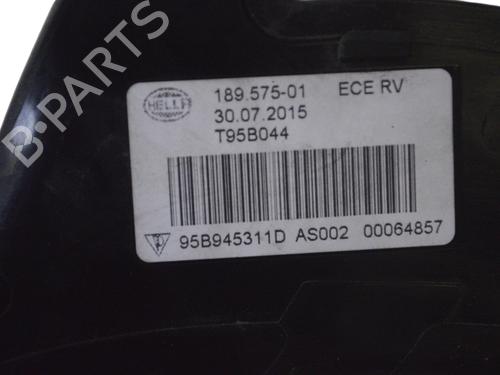 B-PARTS
HELLA
189.575-01 ECE RV
30.07.2015
T95B044
95B945311D AS002 00064857